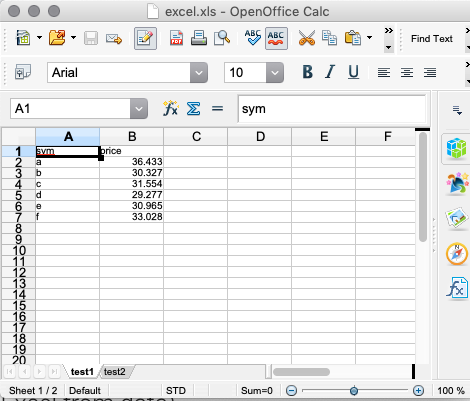 excel.xls - OpenOffice Calc
Find Text
Arial 10 B I U
A1 Σ = sym
A B C D E F
1 sym price
2 a 36.433
3 b 30.327
4 c 31.554
5 d 29.277
6 e 30.965
7 f 33.028
8
9
10
11
12
13
14
15
16
17
18
19
20
test1 test2
Sheet 1 / 2 Default STD Sum=0 100 %